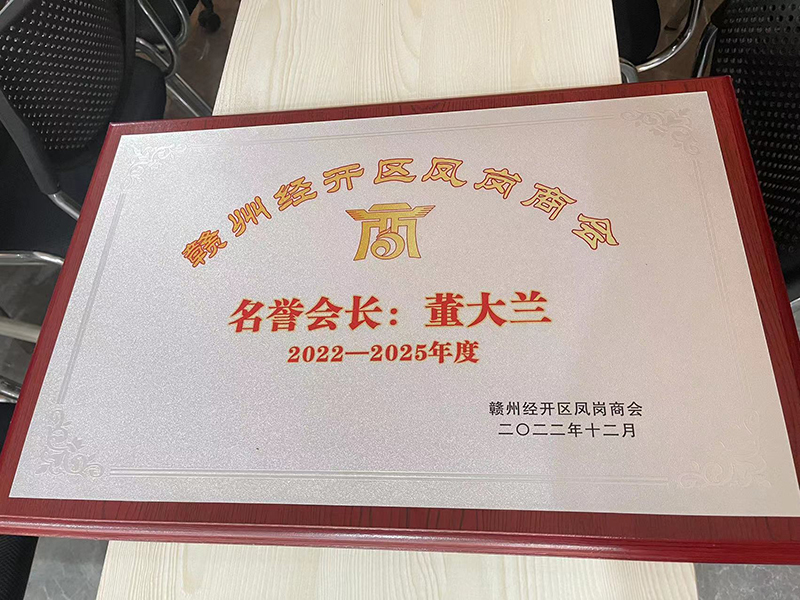 赣州经开区凤岗商会
名誉会长：董大兰
2022—2025年度
赣州经开区凤岗商会
二〇二二年十二月